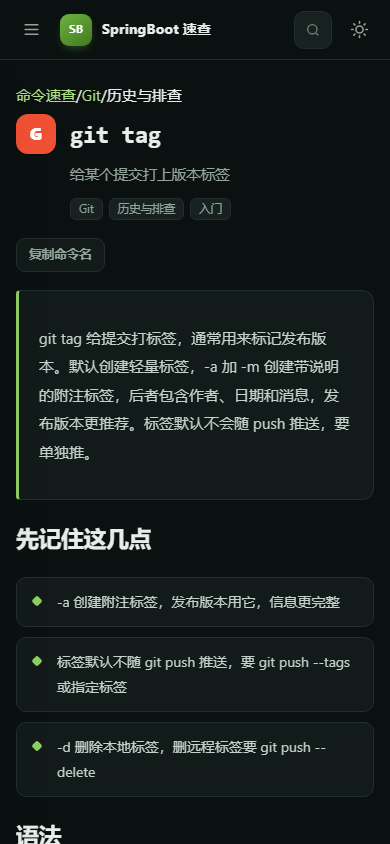 SB SpringBoot 速查
命令速查/Git/历史与排查
G git tag
给某个提交打上版本标签
Git 历史与排查 入门
复制命令名
git tag 给提交打标签，通常用来标记发布版
本。默认创建轻量标签，-a 加 -m 创建带说明
的附注标签，后者包含作者、日期和消息，发
布版本更推荐。标签默认不会随 push 推送，要
单独推。
先记住这几点
-a 创建附注标签，发布版本用它，信息更完整
标签默认不随 git push 推送，要 git push --tags
或指定标签
-d 删除本地标签，删远程标签要 git push --
delete
语法